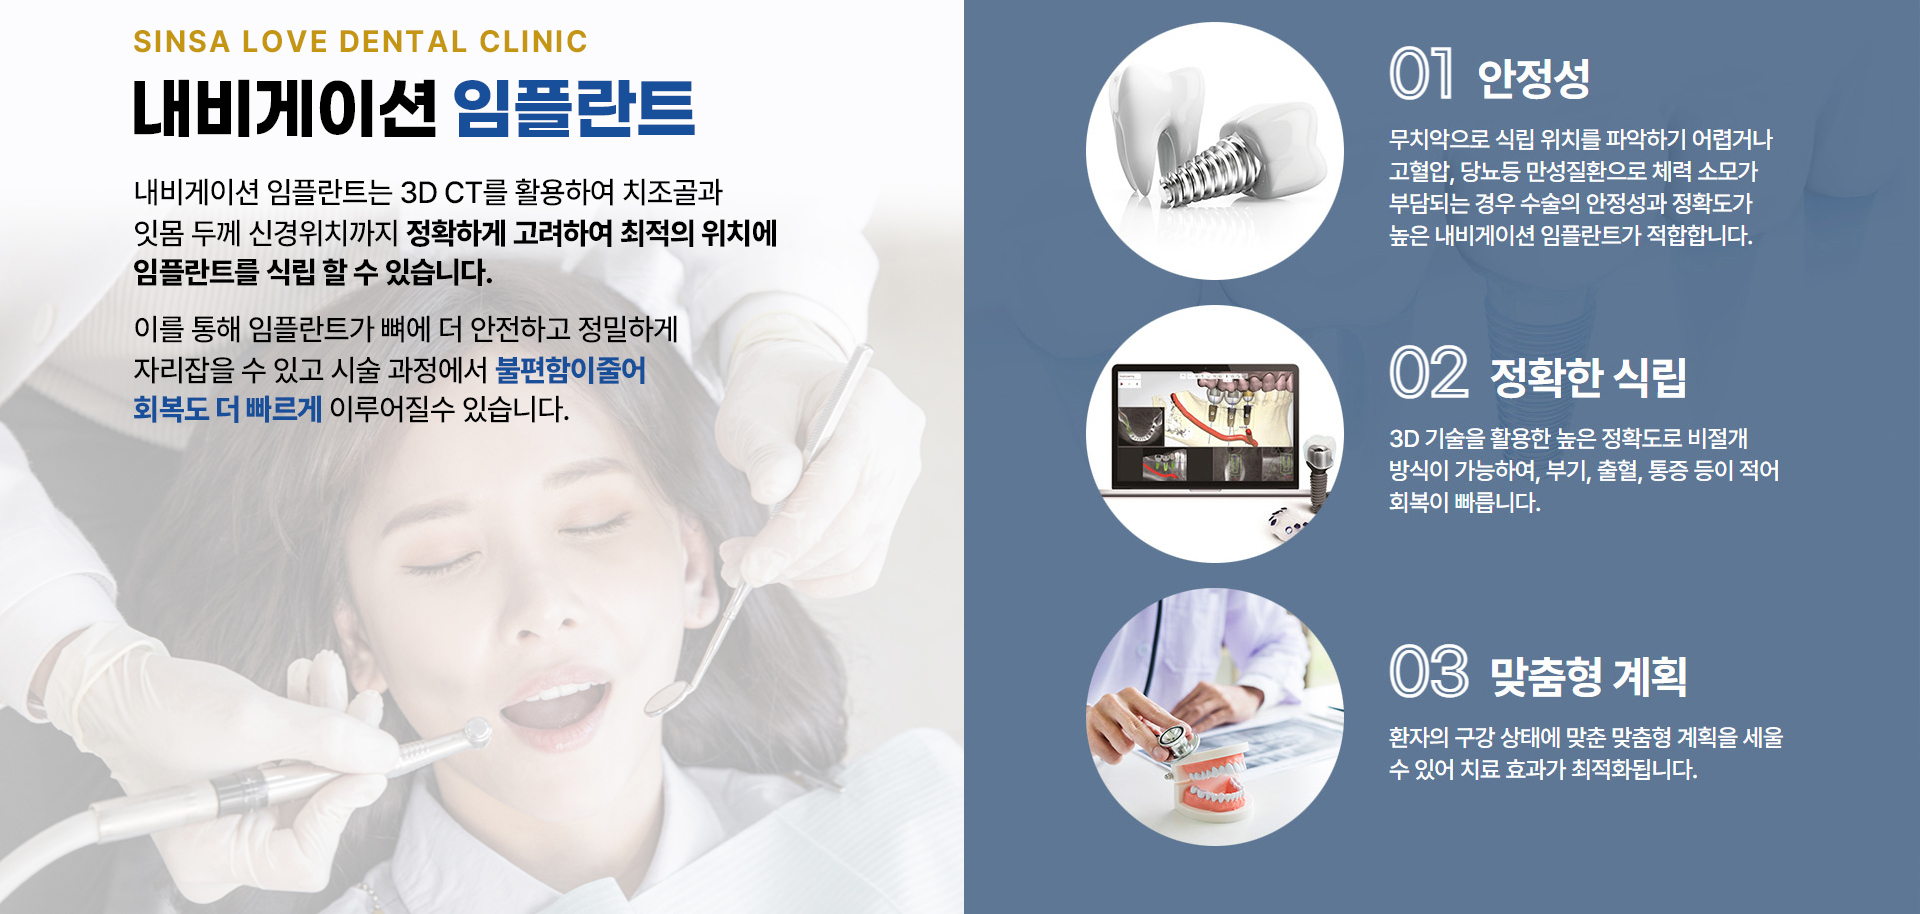 SINSA LOVE DENTAL CLINIC
내비게이션 임플란트
내비게이션 임플란트는 3D CT를 활용하여 치조골과
잇몸 두께 신경위치까지 정확하게 고려하여 최적의 위치에
임플란트를 식립 할 수 있습니다.
이를 통해 임플란트가 뼈에 더 안전하고 정밀하게
자리잡을 수 있고 시술 과정에서 불편함이줄어
회복도 더 빠르게 이루어질수 있습니다.
01 안정성
무치악으로 식립 위치를 파악하기 어렵거나
고혈압, 당뇨등 만성질환으로 체력 소모가
부담되는 경우 수술의 안정성과 정확도가
높은 내비게이션 임플란트가 적합합니다.
02 정확한 식립
3D 기술을 활용한 높은 정확도로 비절개
방식이 가능하여, 부기, 출혈, 통증 등이 적어
회복이 빠릅니다.
03 맞춤형 계획
환자의 구강 상태에 맞춘 맞춤형 계획을 세울
수 있어 치료 효과가 최적화됩니다.